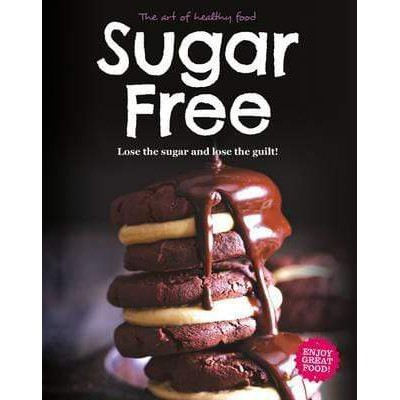 The art of healthy food
Sugar
Free
Lose the sugar and lose the guilt!
ENJOY
GREAT
FOOD!